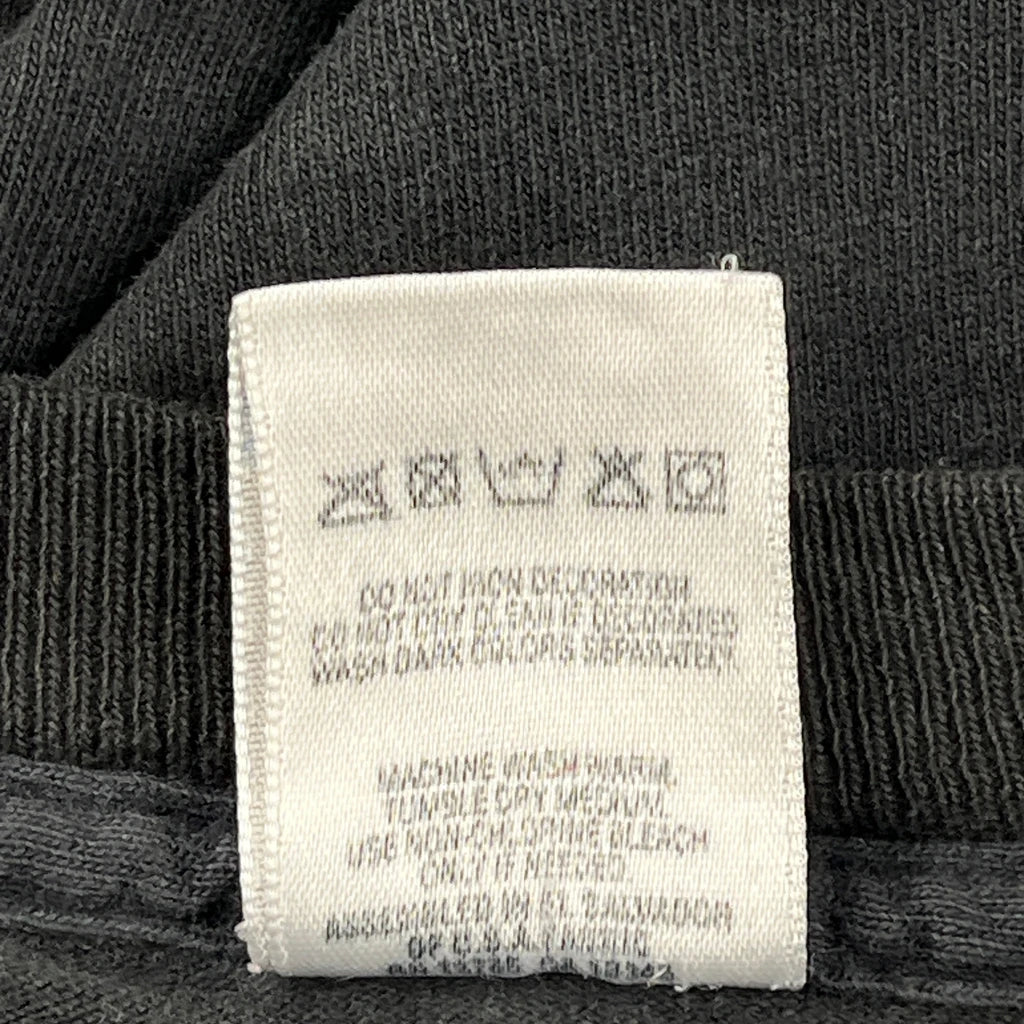 DO NOT IRON DECORATION.
DO NOT DRY CLEAN IF DECORATED
WASH DARK COLORS SEPARATELY.
MACHINE WASH WARM.
TUMBLE DRY MEDIUM.
USE NON-CHLORINE BLEACH
ONLY IF NEEDED.
ASSEMBLED IN EL SALVADOR
OF U.S.A.